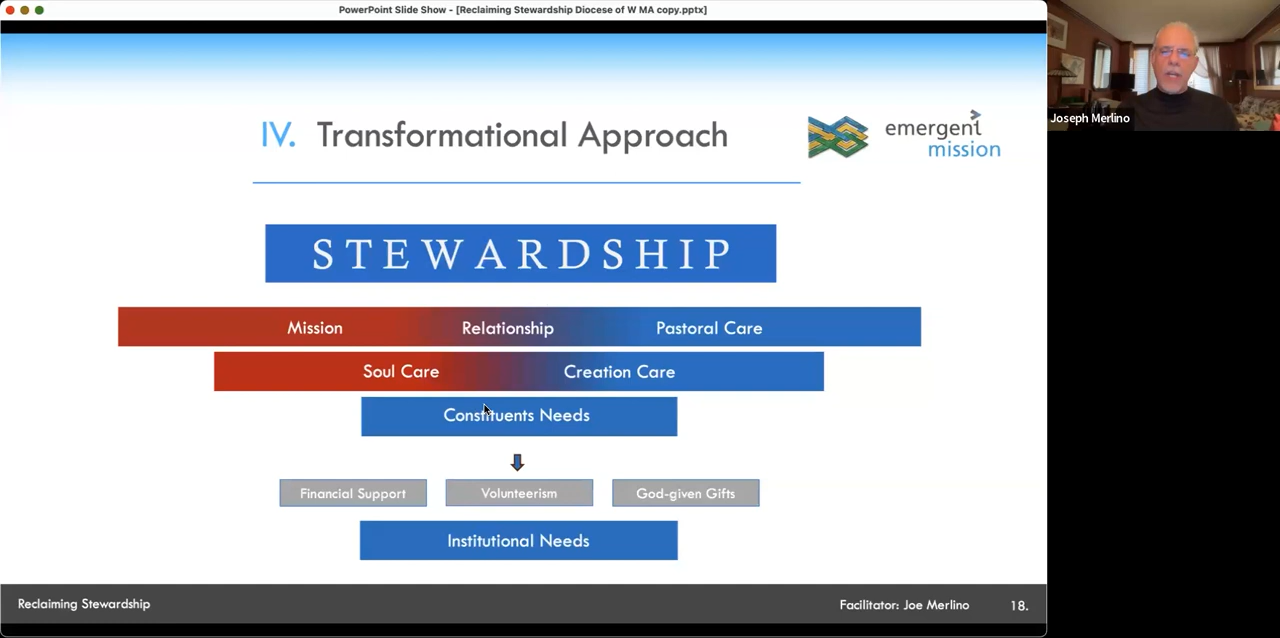 PowerPoint Slide Show - [Reclaiming Stewardship Diocese of W MA copy.pptx]
Joseph Merlino
IV. Transformational Approach
emergent
mission
STEWARDSHIP
Mission Relationship Pastoral Care
Soul Care Creation Care
Constituents Needs
Financial Support Volunteerism God-given Gifts
Institutional Needs
Reclaiming Stewardship Facilitator: Joe Merlino 18.